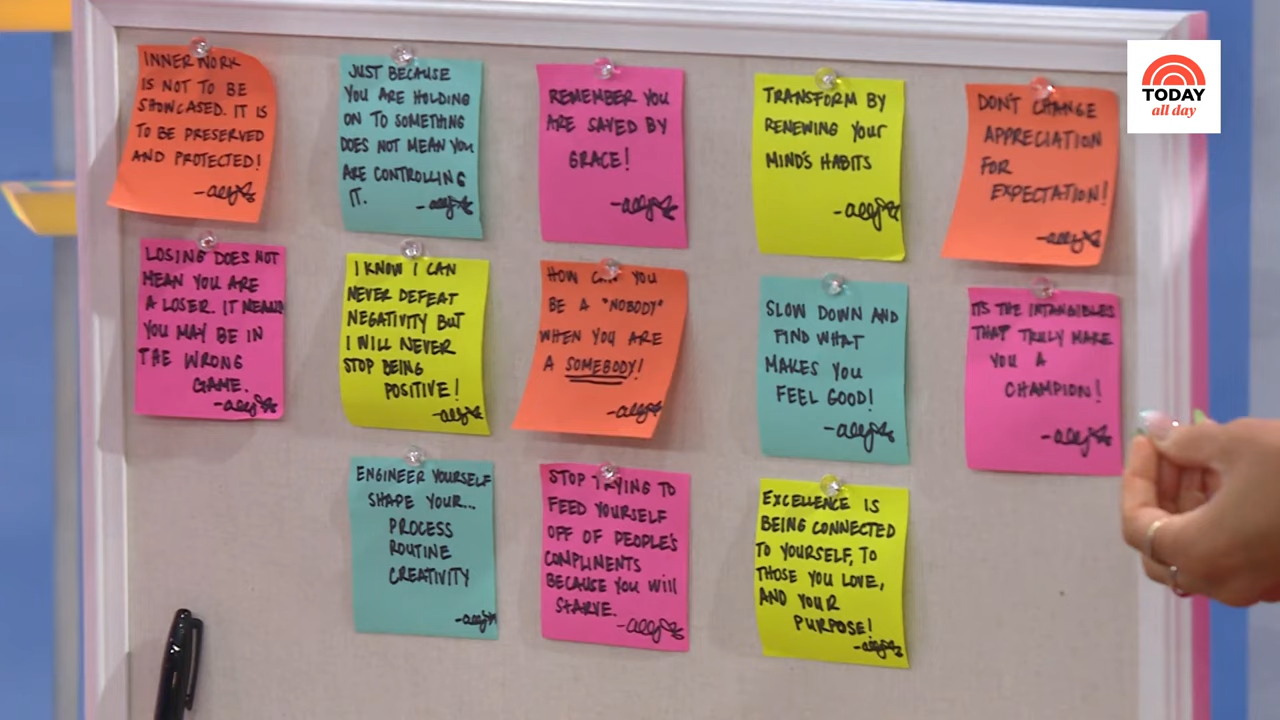 INNER WORK
IS NOT TO BE
SHOWCASED. IT IS
TO BE PRESERVED
AND PROTECTED!
JUST BECAUSE
YOU ARE HOLDING
ON TO SOMETHING
DOES NOT MEAN YOU
ARE CONTROLLING
IT.
REMEMBER YOU
ARE SAVED BY
GRACE!
TRANSFORM BY
RENEWING YOUR
MIND'S HABITS
DON'T CHANGE
APPRECIATION
FOR
EXPECTATION!
TODAY
all day
LOSING DOES NOT
MEAN YOU ARE
A LOSER. IT MEANS
YOU MAY BE IN
THE WRONG
GAME.
I KNOW I CAN
NEVER DEFEAT
NEGATIVITY BUT
I WILL NEVER
STOP BEING
POSITIVE!
HOW CAN YOU
BE A "NOBODY"
WHEN YOU ARE
A SOMEBODY!
SLOW DOWN AND
FIND WHAT
MAKES YOU
FEEL GOOD!
ITS THE INTANGIBLES
THAT TRULY MAKE
YOU A
CHAMPION!
ENGINEER YOURSELF
SHAPE YOUR...
PROCESS
ROUTINE
CREATIVITY
STOP TRYING TO
FEED YOURSELF
OFF OF PEOPLE'S
COMPLIMENTS
BECAUSE YOU WILL
STARVE.
EXCELLENCE IS
BEING CONNECTED
TO YOURSELF, TO
THOSE YOU LOVE,
AND YOUR
PURPOSE!